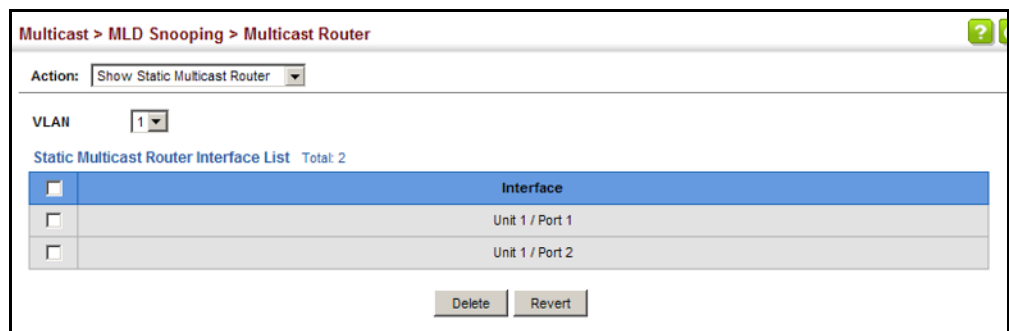 Multicast > MLD Snooping > Multicast Router
?
Action: Show Static Multicast Router
VLAN 1
Static Multicast Router Interface List Total: 2
Interface
Unit 1 / Port 1
Unit 1 / Port 2
Delete Revert